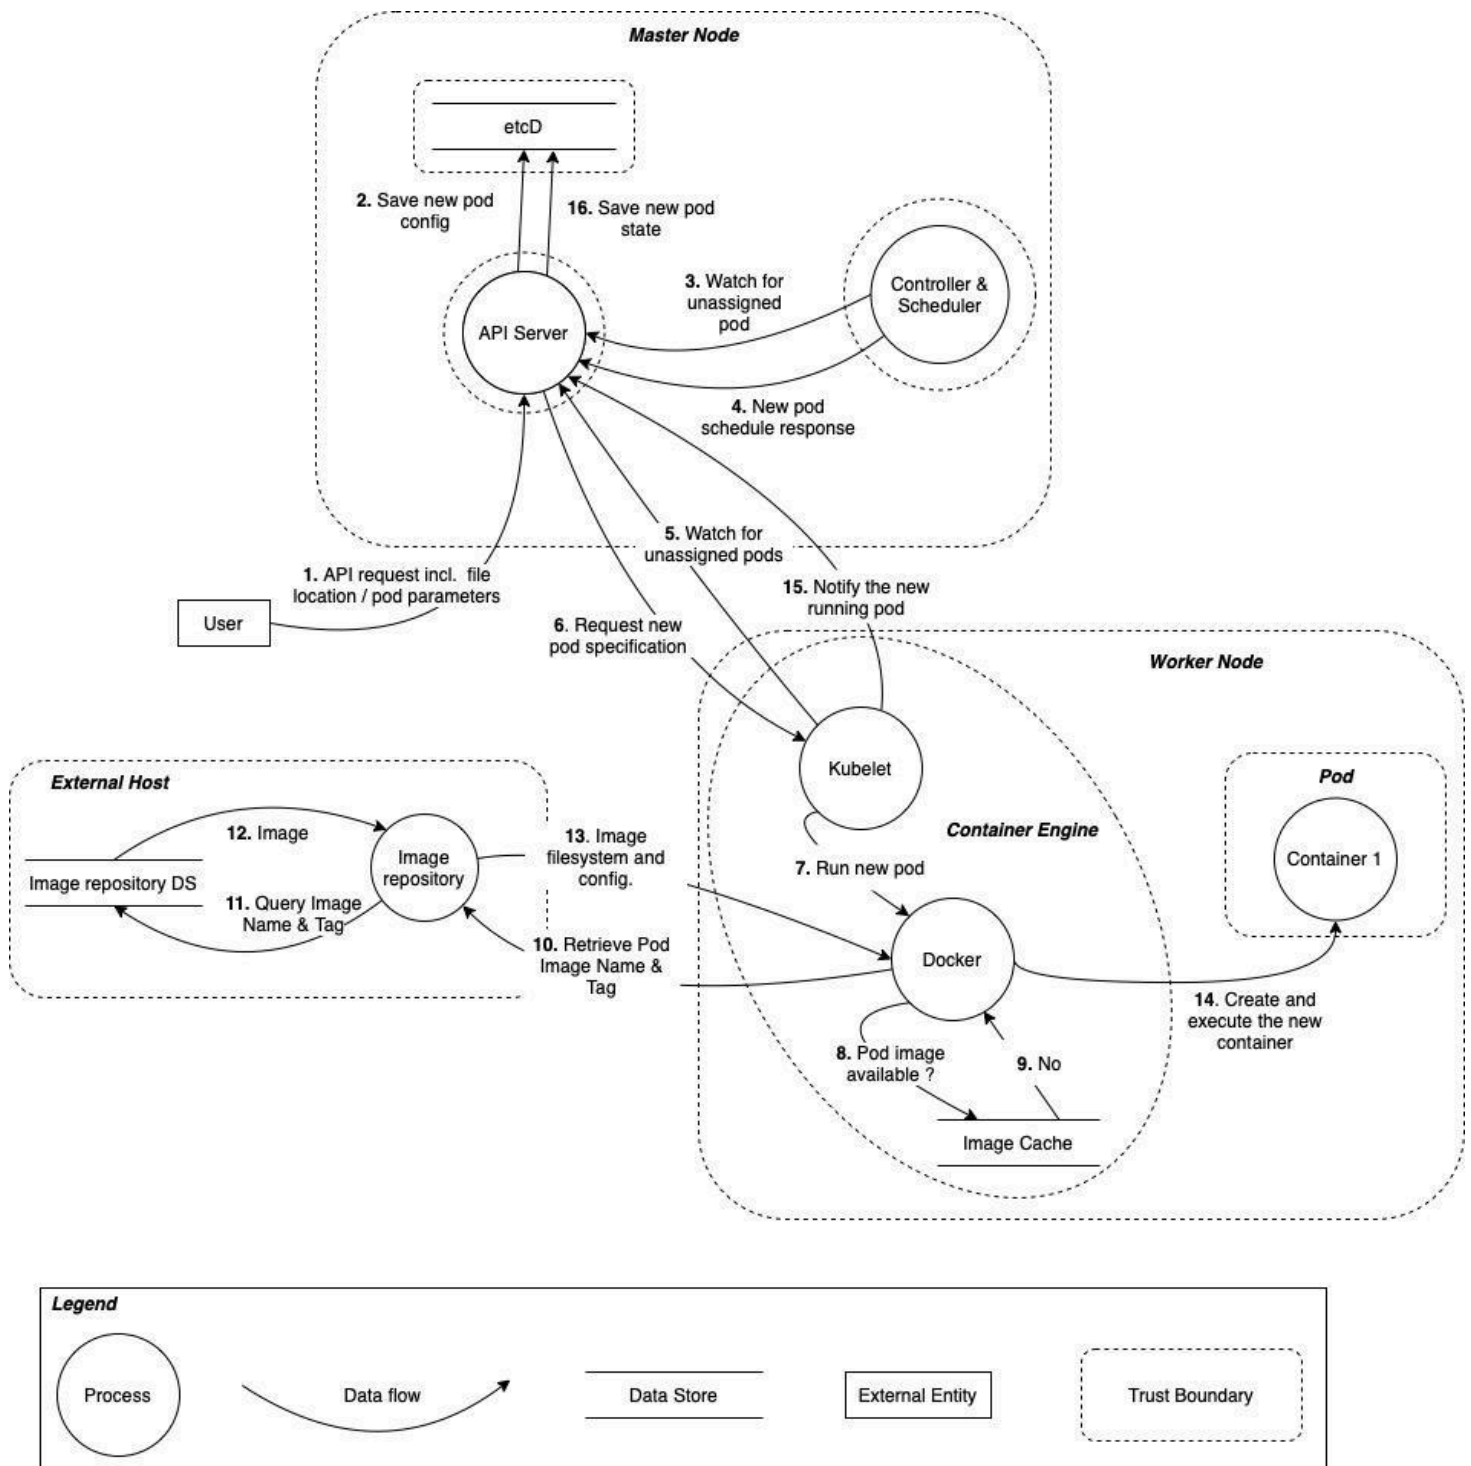 Master Node
etcD
2. Save new pod
config
16. Save new pod
state
3. Watch for
unassigned
pod
Controller &
Scheduler
API Server
4. New pod
schedule response
5. Watch for
unassigned pods
1. API request incl. file
location / pod parameters
15. Notify the new
running pod
User
6. Request new
pod specification
Worker Node
External Host
Kubelet
Pod
12. Image
13. Image
filesystem and
config.
Container Engine
Image
repository
Container 1
Image repository DS
7. Run new pod
11. Query Image
Name & Tag
10. Retrieve Pod
Image Name &
Tag
Docker
14. Create and
execute the new
container
8. Pod image
available ?
9. No
Image Cache
Legend
Process
Data flow
Data Store
External Entity
Trust Boundary